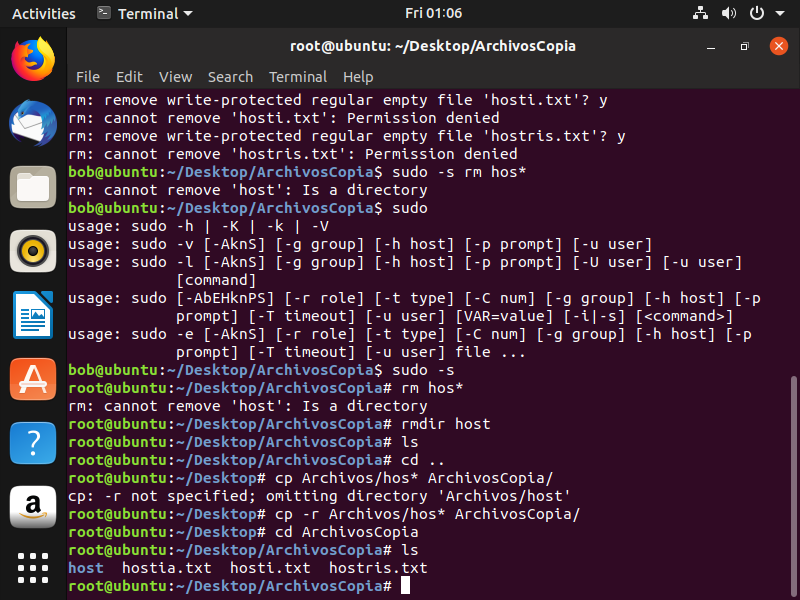 Activities Terminal Fri 01:06
root@ubuntu: ~/Desktop/ArchivosCopia
File Edit View Search Terminal Help
rm: remove write-protected regular empty file 'hosti.txt'? y
rm: cannot remove 'hosti.txt': Permission denied
rm: remove write-protected regular empty file 'hostris.txt'? y
rm: cannot remove 'hostris.txt': Permission denied
bob@ubuntu:~/Desktop/ArchivosCopia$ sudo -s rm hos*
rm: cannot remove 'host': Is a directory
bob@ubuntu:~/Desktop/ArchivosCopia$ sudo
usage: sudo -h | -K | -k | -V
usage: sudo -v [-AknS] [-g group] [-h host] [-p prompt] [-u user]
usage: sudo -l [-AknS] [-g group] [-h host] [-p prompt] [-U user] [-u user]
[command]
usage: sudo [-AbEHknPS] [-r role] [-t type] [-C num] [-g group] [-h host] [-p
prompt] [-T timeout] [-u user] [VAR=value] [-i|-s] [<command>]
usage: sudo -e [-AknS] [-r role] [-t type] [-C num] [-g group] [-h host] [-p
prompt] [-T timeout] [-u user] file ...
bob@ubuntu:~/Desktop/ArchivosCopia$ sudo -s
root@ubuntu:~/Desktop/ArchivosCopia# rm hos*
rm: cannot remove 'host': Is a directory
root@ubuntu:~/Desktop/ArchivosCopia# rmdir host
root@ubuntu:~/Desktop/ArchivosCopia# ls
root@ubuntu:~/Desktop/ArchivosCopia# cd ..
root@ubuntu:~/Desktop# cp Archivos/hos* ArchivosCopia/
cp: -r not specified; omitting directory 'Archivos/host'
root@ubuntu:~/Desktop# cp -r Archivos/hos* ArchivosCopia/
root@ubuntu:~/Desktop# cd ArchivosCopia
root@ubuntu:~/Desktop/ArchivosCopia# ls
host hostia.txt hosti.txt hostris.txt
root@ubuntu:~/Desktop/ArchivosCopia#